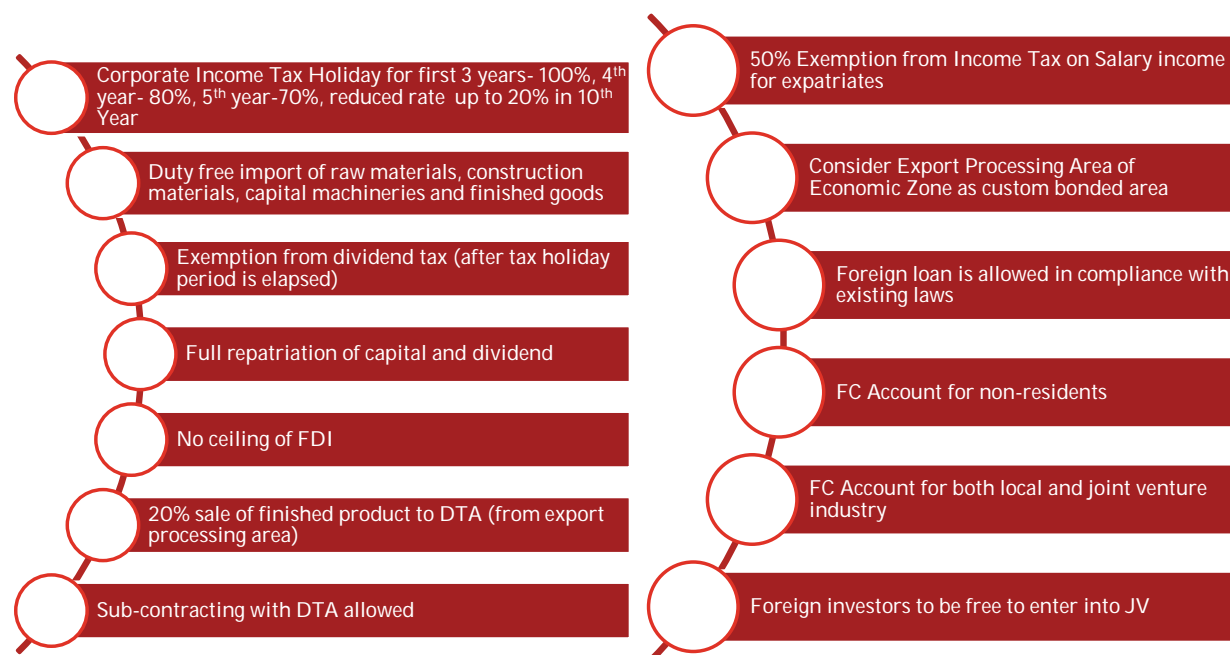 Corporate Income Tax Holiday for first 3 years- 100%, 4th
year- 80%, 5th year-70%, reduced rate up to 20% in 10th
Year
Duty free import of raw materials, construction
materials, capital machineries and finished goods
Exemption from dividend tax (after tax holiday
period is elapsed)
Full repatriation of capital and dividend
No ceiling of FDI
20% sale of finished product to DTA (from export
processing area)
Sub-contracting with DTA allowed
50% Exemption from Income Tax on Salary income
for expatriates
Consider Export Processing Area of
Economic Zone as custom bonded area
Foreign loan is allowed in compliance with
existing laws
FC Account for non-residents
FC Account for both local and joint venture
industry
Foreign investors to be free to enter into JV